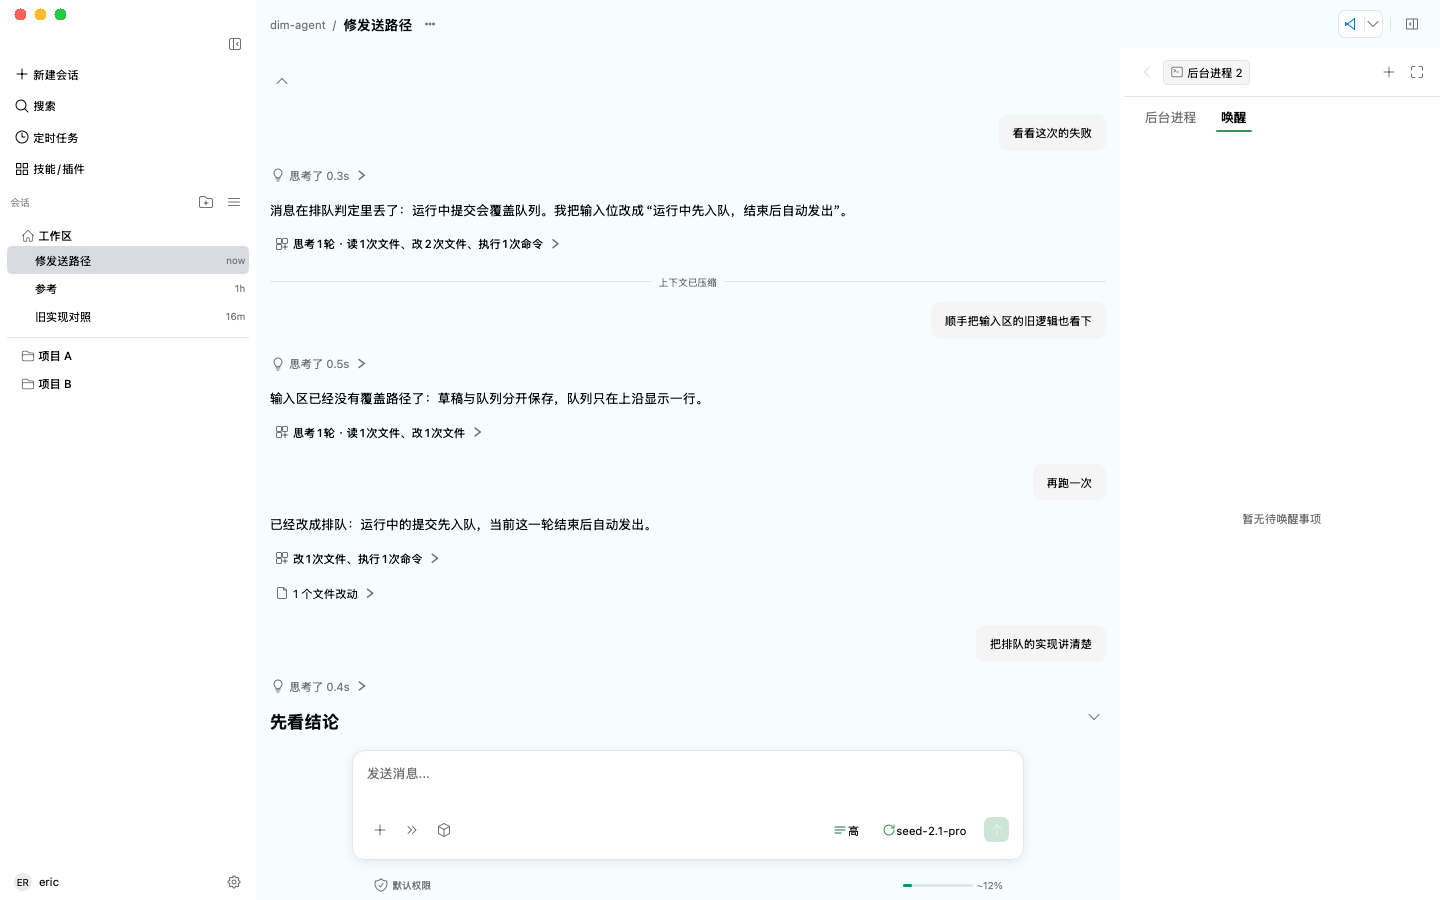 新建会话
搜索
定时任务
技能/插件
会话
工作区
修发送路径 now
参考 1h
旧实现对照 16m
项目 A
项目 B
ER eric
dim-agent / 修发送路径 ···
看看这次的失败
思考了 0.3s
消息在排队判定里丢了：运行中提交会覆盖队列。我把输入位改成“运行中先入队，结束后自动发出”。
思考1轮 · 读1次文件、改2次文件、执行1次命令
上下文已压缩
顺手把输入区的旧逻辑也看下
思考了 0.5s
输入区已经没有覆盖路径了：草稿与队列分开保存，队列只在上沿显示一行。
思考1轮 · 读1次文件、改1次文件
再跑一次
已经改成排队：运行中的提交先入队，当前这一轮结束后自动发出。
改1次文件、执行1次命令
1 个文件改动
把排队的实现讲清楚
思考了 0.4s
先看结论
发送消息...
高 seed-2.1-pro
默认权限 ~12%
后台进程 2
后台进程 唤醒
暂无待唤醒事项